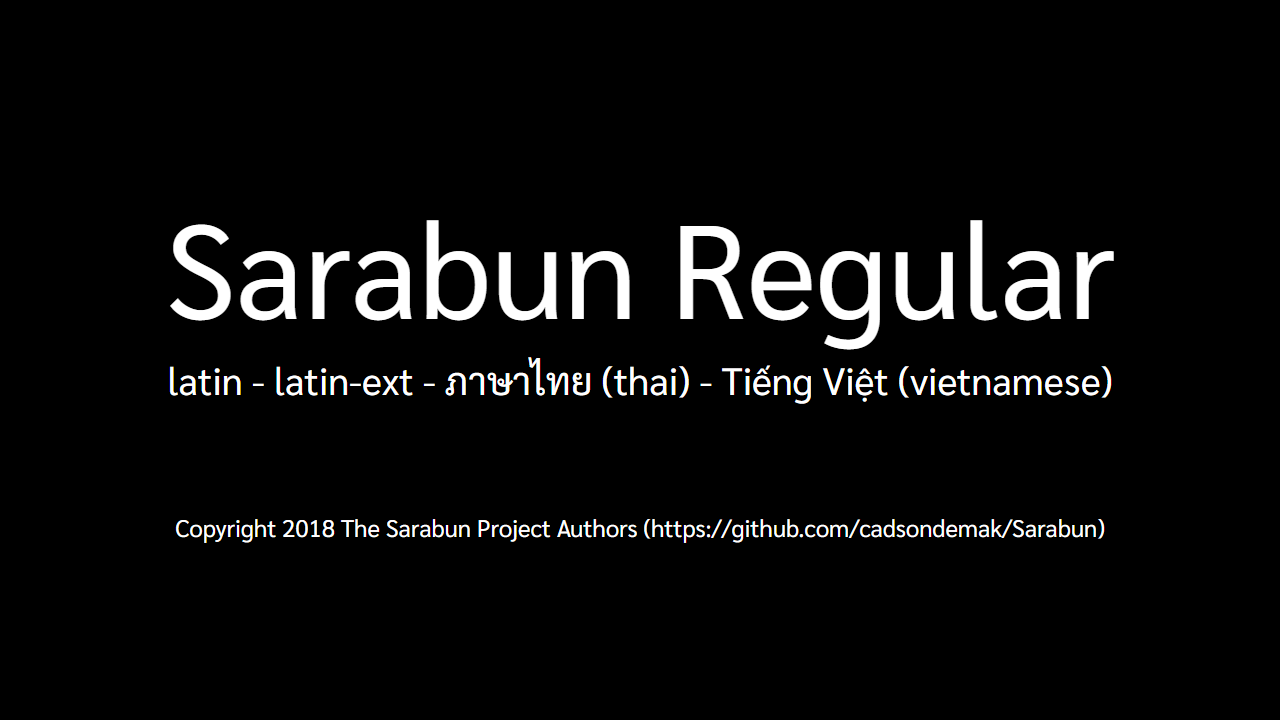 Sarabun Regular
latin - latin-ext - ภาษาไทย (thai) - Tiếng Việt (vietnamese)
Copyright 2018 The Sarabun Project Authors (https://github.com/cadsondemak/Sarabun)